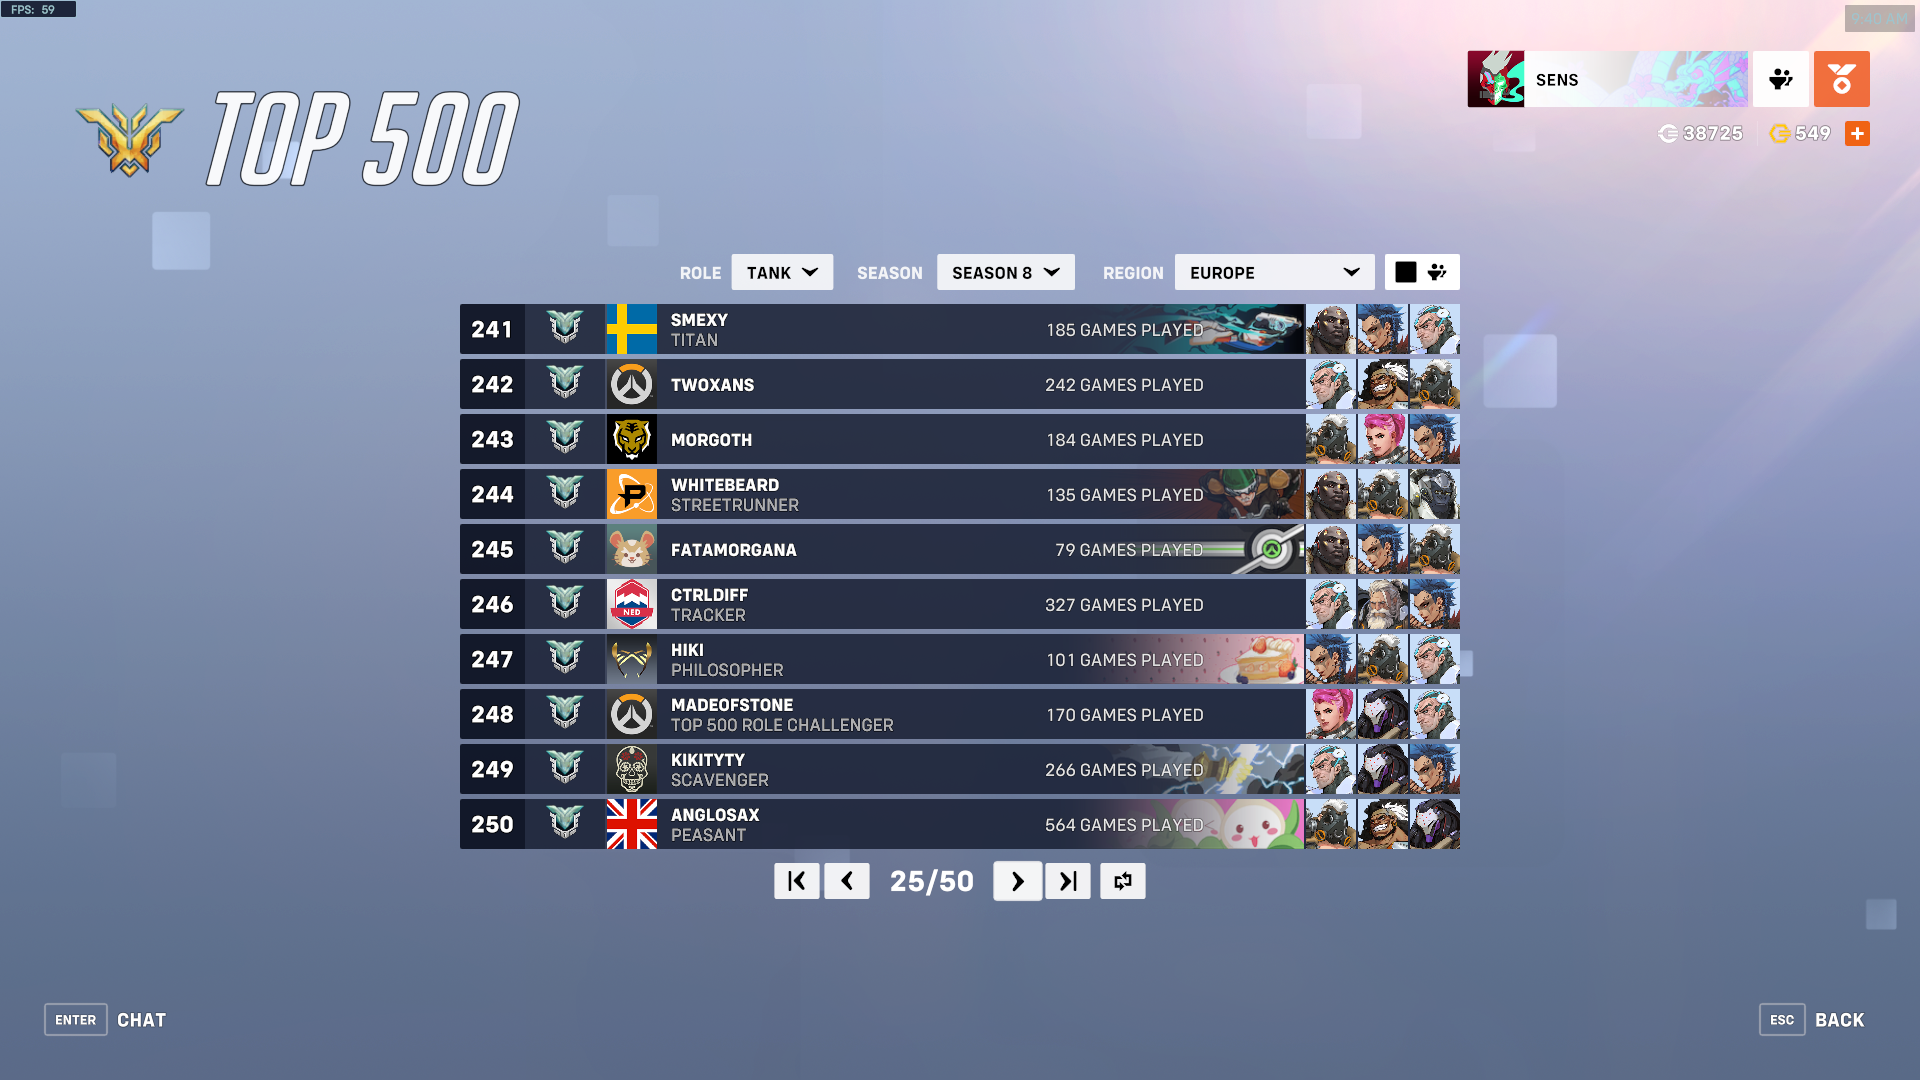 FPS: 59
9:40 AM
TOP 500
SENS
38725
549
ROLE TANK SEASON SEASON 8 REGION EUROPE
241 SMEXY 185 GAMES PLAYED
TITAN
242 TWOXANS 242 GAMES PLAYED
243 MORGOTH 184 GAMES PLAYED
244 WHITEBEARD 135 GAMES PLAYED
STREETRUNNER
245 FATAMORGANA 79 GAMES PLAYED
246 NED CTRLDIFF 327 GAMES PLAYED
TRACKER
247 HIKI 101 GAMES PLAYED
PHILOSOPHER
248 MADEOFSTONE 170 GAMES PLAYED
TOP 500 ROLE CHALLENGER
249 KIKITYTY 266 GAMES PLAYED
SCAVENGER
250 ANGLOSAX 564 GAMES PLAYED
PEASANT
25/50
ENTER CHAT
ESC BACK